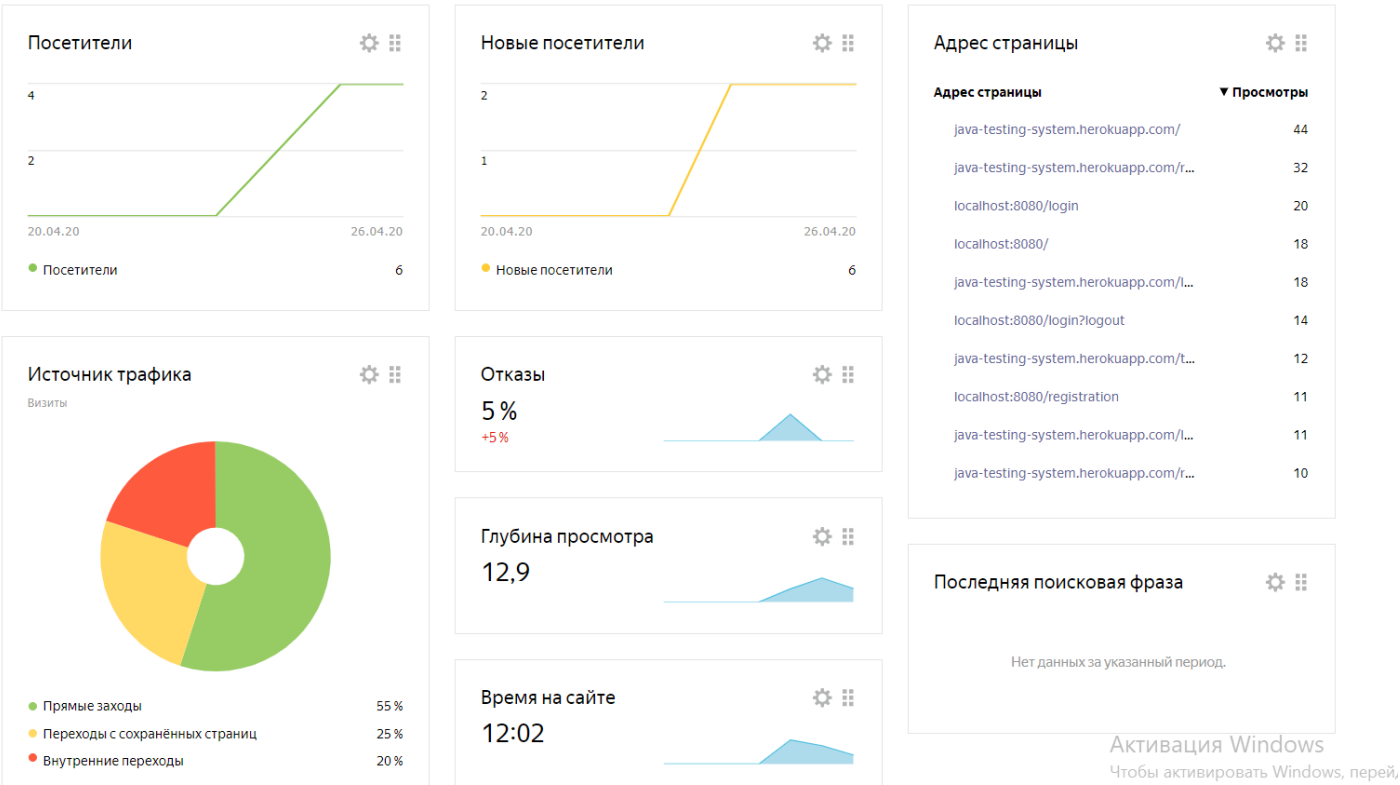 Посетители
4
2
20.04.20 26.04.20
Посетители 6
Новые посетители
2
1
20.04.20 26.04.20
Новые посетители 6
Адрес страницы
Адрес страницы ▼ Просмотры
java-testing-system.herokuapp.com/ 44
java-testing-system.herokuapp.com/r... 32
localhost:8080/login 20
localhost:8080/ 18
java-testing-system.herokuapp.com/l... 18
localhost:8080/login?logout 14
java-testing-system.herokuapp.com/t... 12
localhost:8080/registration 11
java-testing-system.herokuapp.com/l... 11
java-testing-system.herokuapp.com/r... 10
Источник трафика
Визиты
Прямые заходы 55 %
Переходы с сохранённых страниц 25 %
Внутренние переходы 20 %
Отказы
5 %
+5 %
Глубина просмотра
12,9
Время на сайте
12:02
Последняя поисковая фраза
Нет данных за указанный период.
Активация Windows
Чтобы активировать Windows, перей